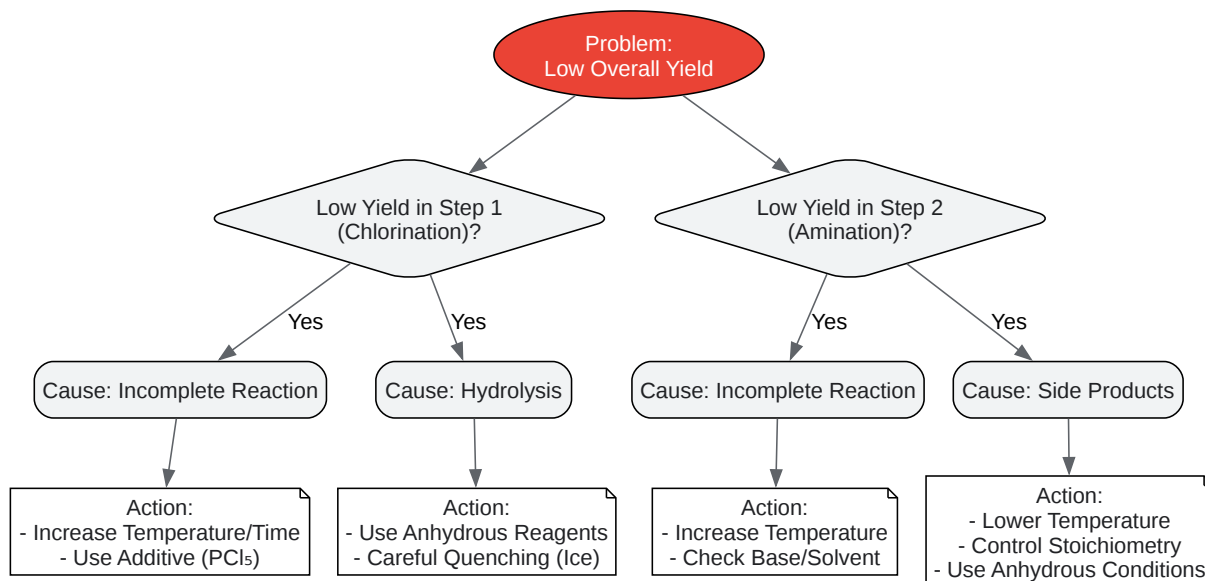 Problem:
Low Overall Yield
Low Yield in Step 1
(Chlorination)?
Low Yield in Step 2
(Amination)?
Yes
Yes
Yes
Yes
Cause: Incomplete Reaction
Cause: Hydrolysis
Cause: Incomplete Reaction
Cause: Side Products
Action:
- Increase Temperature/Time
- Use Additive (PCl₅)
Action:
- Use Anhydrous Reagents
- Careful Quenching (Ice)
Action:
- Increase Temperature
- Check Base/Solvent
Action:
- Lower Temperature
- Control Stoichiometry
- Use Anhydrous Conditions